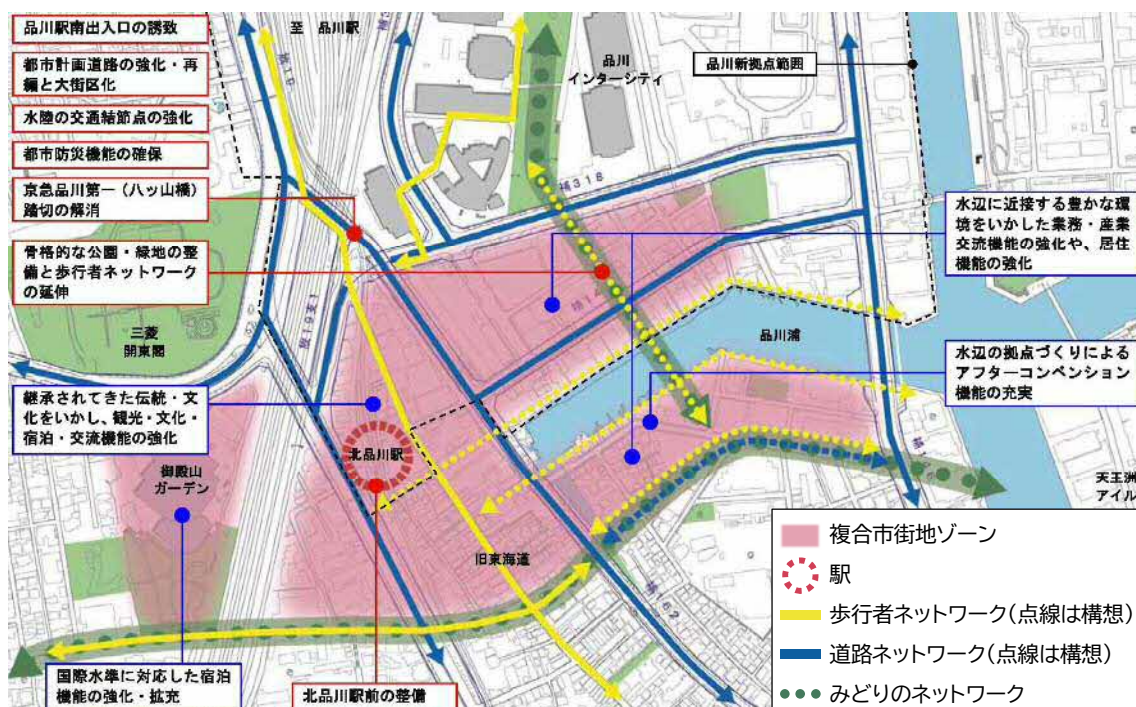 品川駅南出入口の誘致
都市計画道路の強化・再
編と大街区化
水陸の交通結節点の強化
都市防災機能の確保
京急品川第一（八ッ山橋）
踏切の解消
骨格的な公園・緑地の整
備と歩行者ネットワーク
の延伸
至 品川駅
品川
インターシティ
品川新拠点範囲
補318
水辺に近接する豊かな環
境をいかした業務・産業
交流機能の強化や、居住
機能の強化
三菱
開東閣
品川浦
水辺の拠点づくりによる
アフターコンベンション
機能の充実
継承されてきた伝統・文
化をいかし、観光・文化・
宿泊・交流機能の強化
北品川駅
御殿山
ガーデン
天王洲
アイル
旧東海道
補162
国際水準に対応した宿泊
機能の強化・拡充
北品川駅前の整備
複合市街地ゾーン
駅
歩行者ネットワーク(点線は構想)
道路ネットワーク(点線は構想)
みどりのネットワーク